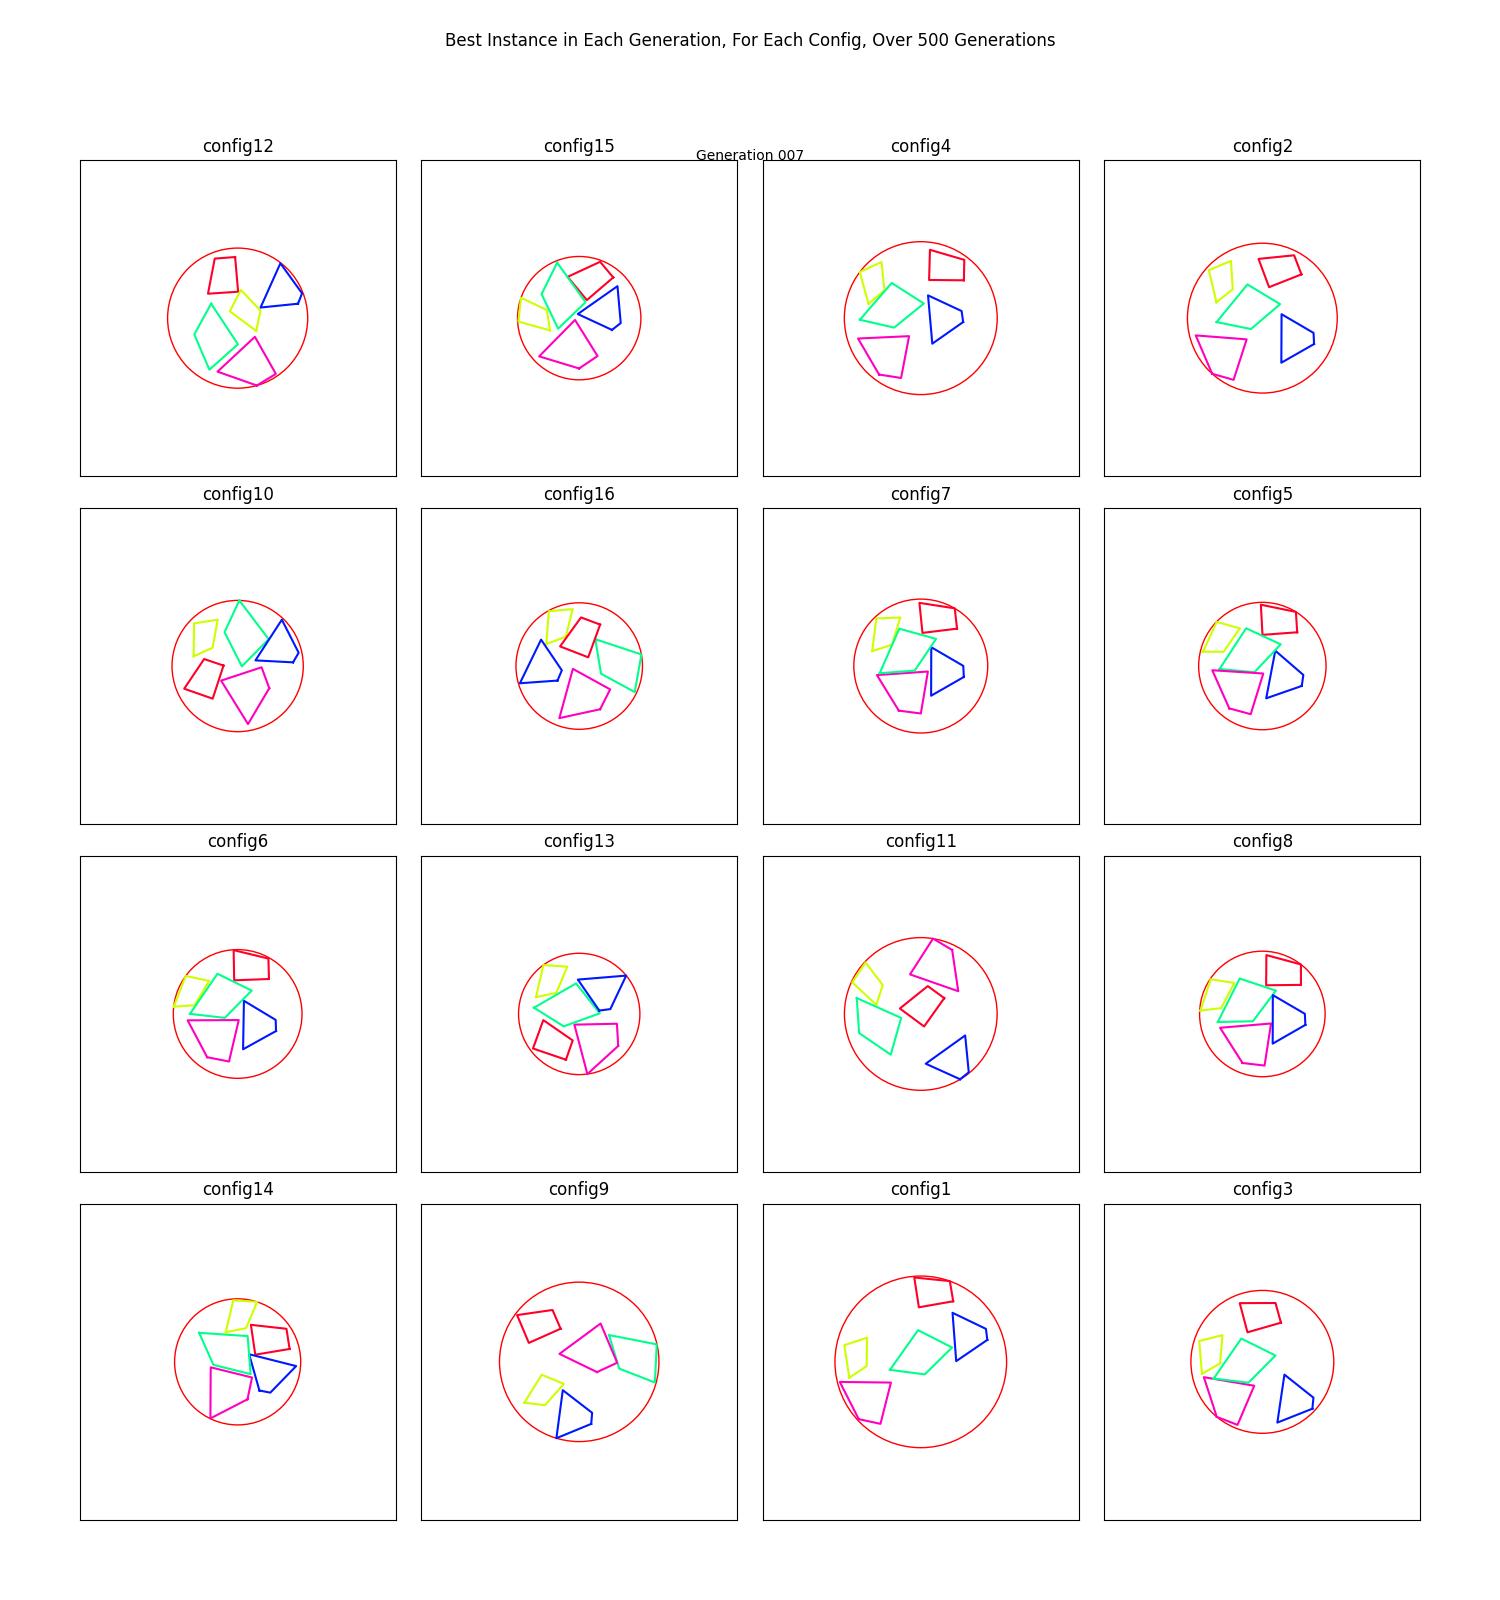 Best Instance in Each Generation, For Each Config, Over 500 Generations
config12
config15
config4
config2
Generation 007
config10
config16
config7
config5
config6
config13
config11
config8
config14
config9
config1
config3